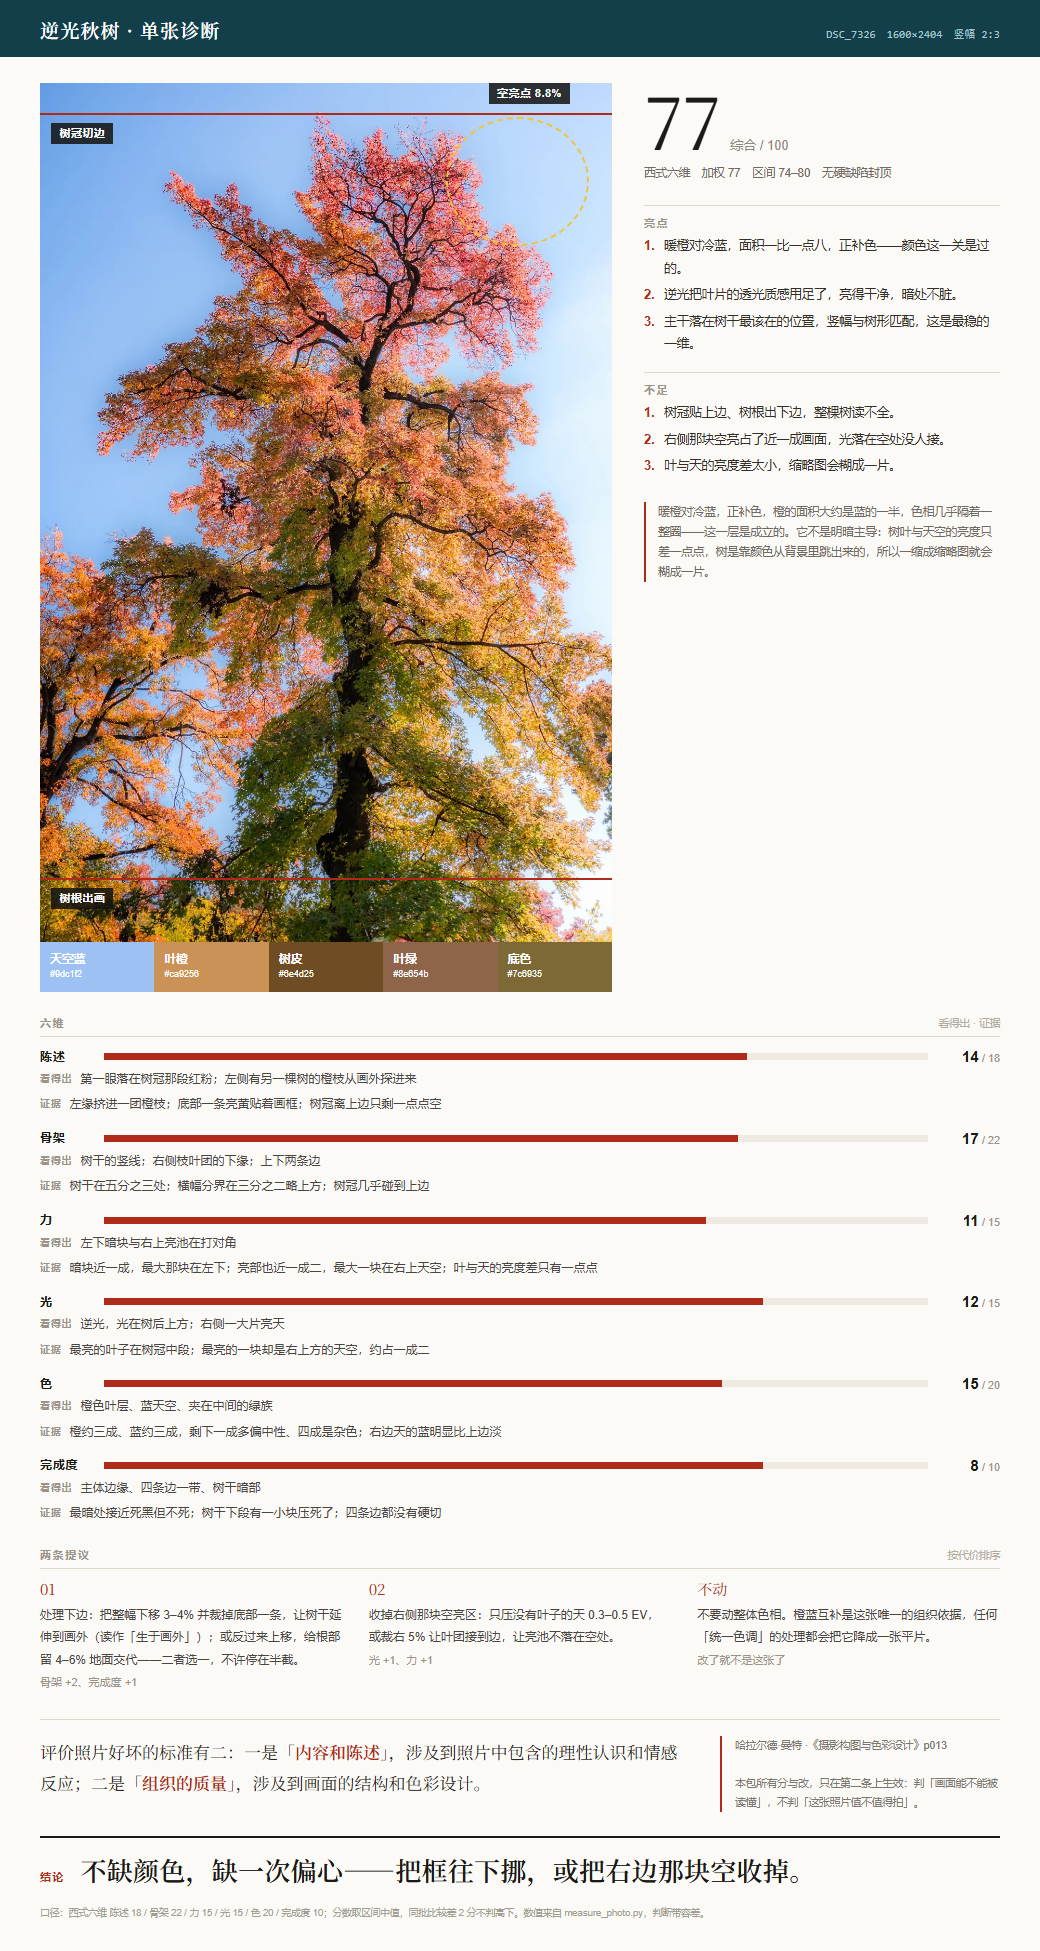 逆光秋树 · 单张诊断
DSC_7326 1600×2404 竖幅 2:3
空亮点 8.8%
树冠切边
树根出画
天空蓝
#9dc1f2
叶橙
#ca9256
树皮
#6e4d25
叶绿
#8e654b
底色
#7c6935
77 综合 / 100
西式六维 加权 77 区间 74–80 无硬缺陷封顶
亮点
1. 暖橙对冷蓝，面积一比一点八，正补色——颜色这一关是过
的。
2. 逆光把叶片的透光质感用足了，亮得干净，暗处不脏。
3. 主干落在树干最该在的位置，竖幅与树形匹配，这是最稳的
一维。
不足
1. 树冠贴上边、树根出下边，整棵树读不全。
2. 右侧那块空亮占了近一成画面，光落在空处没人接。
3. 叶与天的亮度差太小，缩略图会糊成一片。
暖橙对冷蓝，正补色，橙的面积大约是蓝的一半，色相几乎隔着一
整圈——这一层是成立的。它不是明暗主导：树叶与天空的亮度只
差一点点，树是靠颜色从背景里跳出来的，所以一缩成缩略图就会
糊成一片。
六维 看得出 · 证据
陈述 14 / 18
看得出 第一眼落在树冠那段红粉；左侧有另一棵树的橙枝从画外探进来
证据 左缘挤进一团橙枝；底部一条亮黄贴着画框；树冠离上边只剩一点点空
骨架 17 / 22
看得出 树干的竖线；右侧枝叶团的下缘；上下两条边
证据 树干在五分之三处；横幅分界在三分之二略上方；树冠几乎碰到上边
力 11 / 15
看得出 左下暗块与右上亮池在打对角
证据 暗块近一成，最大那块在左下；亮部也近一成二，最大一块在右上天空；叶与天的亮度差只有一点点
光 12 / 15
看得出 逆光，光在树后上方；右侧一大片亮天
证据 最亮的叶子在树冠中段；最亮的一块却是右上方的天空，约占一成二
色 15 / 20
看得出 橙色叶层、蓝天空、夹在中间的绿族
证据 橙约三成、蓝约三成，剩下一成多偏中性、四成是杂色；右边天的蓝明显比上边淡
完成度 8 / 10
看得出 主体边缘、四条边一带、树干暗部
证据 最暗处接近死黑但不死；树干下段有一小块压死了；四条边都没有硬切
两条提议 按代价排序
01
处理下边：把整幅下移 3–4% 并裁掉底部一条，让树干延
伸到画外（读作「生于画外」）；或反过来上移，给根部
留 4–6% 地面交代——二者选一，不许停在半截。
骨架 +2、完成度 +1
02
收掉右侧那块空亮区：只压没有叶子的天 0.3–0.5 EV，
或裁右 5% 让叶团接到边，让亮池不落在空处。
光 +1、力 +1
不动
不要动整体色相。橙蓝互补是这张唯一的组织依据，任何
「统一色调」的处理都会把它降成一张平片。
改了就不是这张了
评价照片好坏的标准有二：一是「内容和陈述」，涉及到照片中包含的理性认识和情感
反应；二是「组织的质量」，涉及到画面的结构和色彩设计。
哈拉尔德·曼特 ·《摄影构图与色彩设计》p013
本包所有分与改，只在第二条上生效：判「画面能不能被
读懂」，不判「这张照片值不值得拍」。
结论 不缺颜色，缺一次偏心——把框往下挪，或把右边那块空收掉。
口径：西式六维 陈述 18 / 骨架 22 / 力 15 / 光 15 / 色 20 / 完成度 10；分数取区间中值，同批比较差 2 分不判高下。数值来自 measure_photo.py，判断带容差。